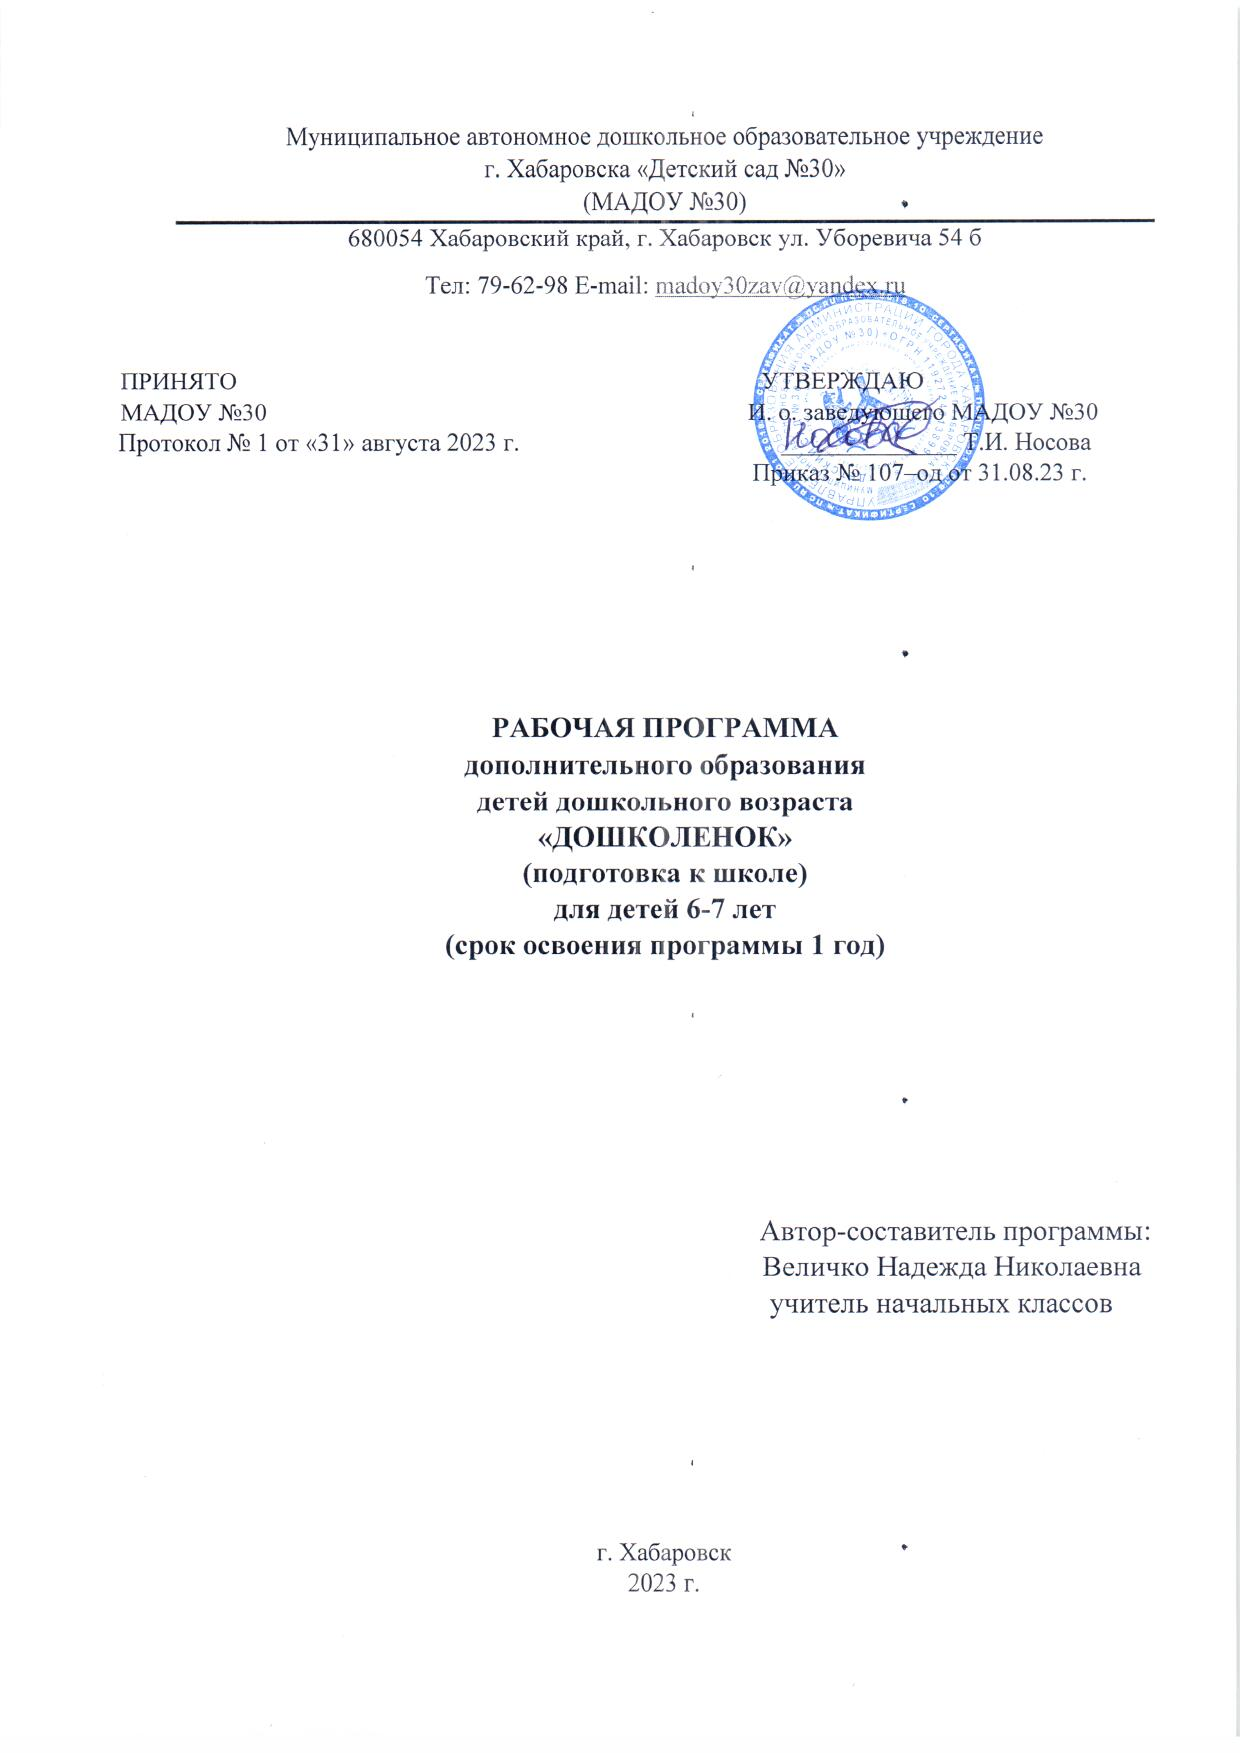 Муниципальное автономное дошкольное образовательное учреждение
г. Хабаровска «Детский сад №30»
(МАДОУ №30)
680054 Хабаровский край, г. Хабаровск ул. Уборевича 54 б
Тел: 79-62-98 E-mail: madoy30zav@yandex.ru
ПРИНЯТО УТВЕРЖДАЮ
МАДОУ №30 И. о. заведующего МАДОУ №30
Протокол № 1 от «31» августа 2023 г. Т.И. Носова
Приказ № 107–од от 31.08.23 г.
РАБОЧАЯ ПРОГРАММА
дополнительного образования
детей дошкольного возраста
«ДОШКОЛЕНОК»
(подготовка к школе)
для детей 6-7 лет
(срок освоения программы 1 год)
Автор-составитель программы:
Величко Надежда Николаевна
учитель начальных классов
г. Хабаровск
2023 г.